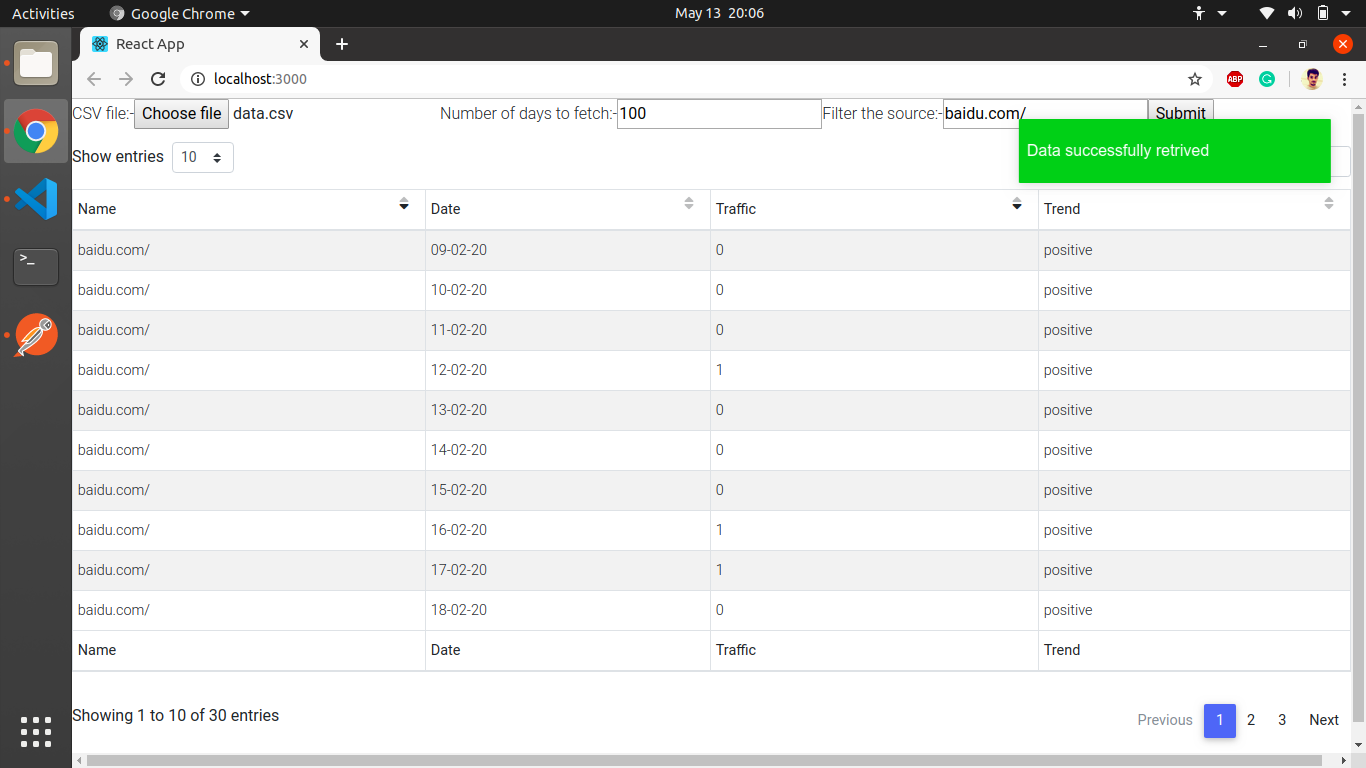 Activities Google Chrome May 13 20:06
React App
localhost:3000
ABP
CSV file:- Choose file data.csv Number of days to fetch:- 100 Filter the source:- baidu.com/ Submit
Data successfully retrived
Show entries 10
Name Date Traffic Trend
baidu.com/ 09-02-20 0 positive
baidu.com/ 10-02-20 0 positive
baidu.com/ 11-02-20 0 positive
baidu.com/ 12-02-20 1 positive
baidu.com/ 13-02-20 0 positive
baidu.com/ 14-02-20 0 positive
baidu.com/ 15-02-20 0 positive
baidu.com/ 16-02-20 1 positive
baidu.com/ 17-02-20 1 positive
baidu.com/ 18-02-20 0 positive
Name Date Traffic Trend
Showing 1 to 10 of 30 entries Previous 1 2 3 Next